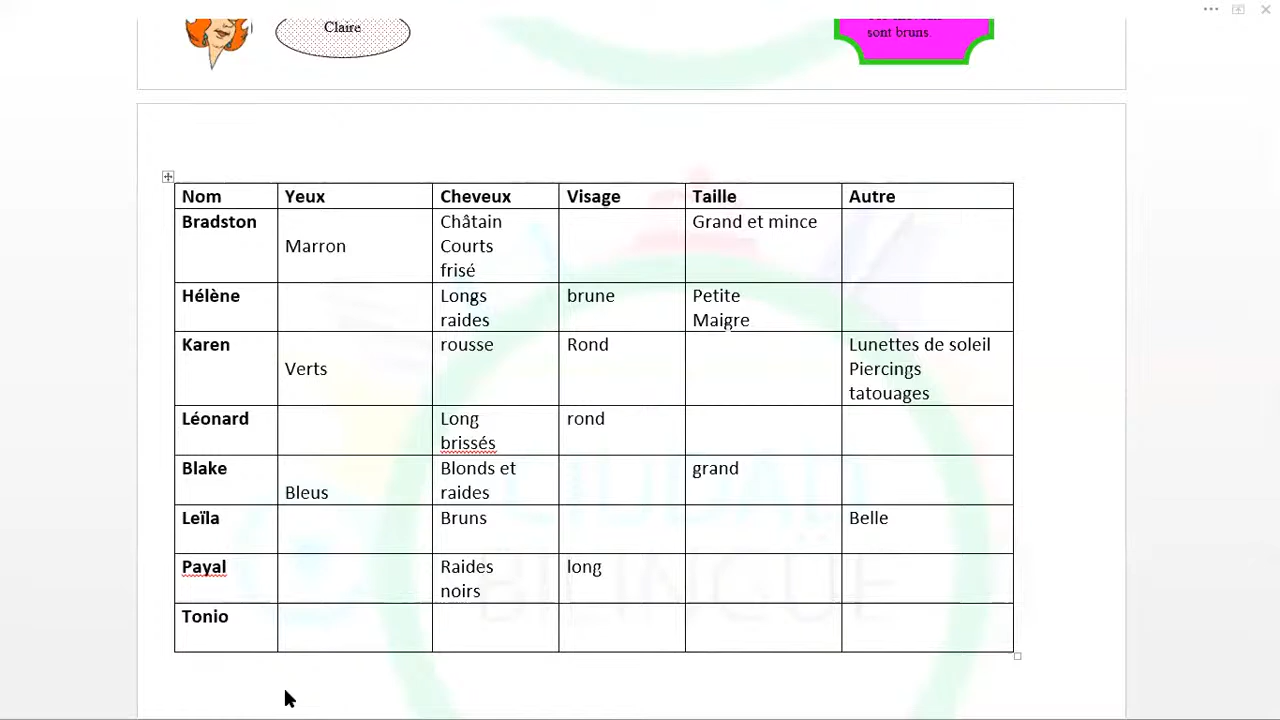 Claire
sont bruns.
Nom Yeux Cheveux Visage Taille Autre
Bradston Marron Châtain Courts frisé Grand et mince
Hélène Longs raides brune Petite Maigre
Karen Verts rousse Rond Lunettes de soleil Piercings tatouages
Léonard Long brissés rond
Blake Bleus Blonds et raides grand
Leïla Bruns Belle
Payal Raides noirs long
Tonio
BILINGÜE